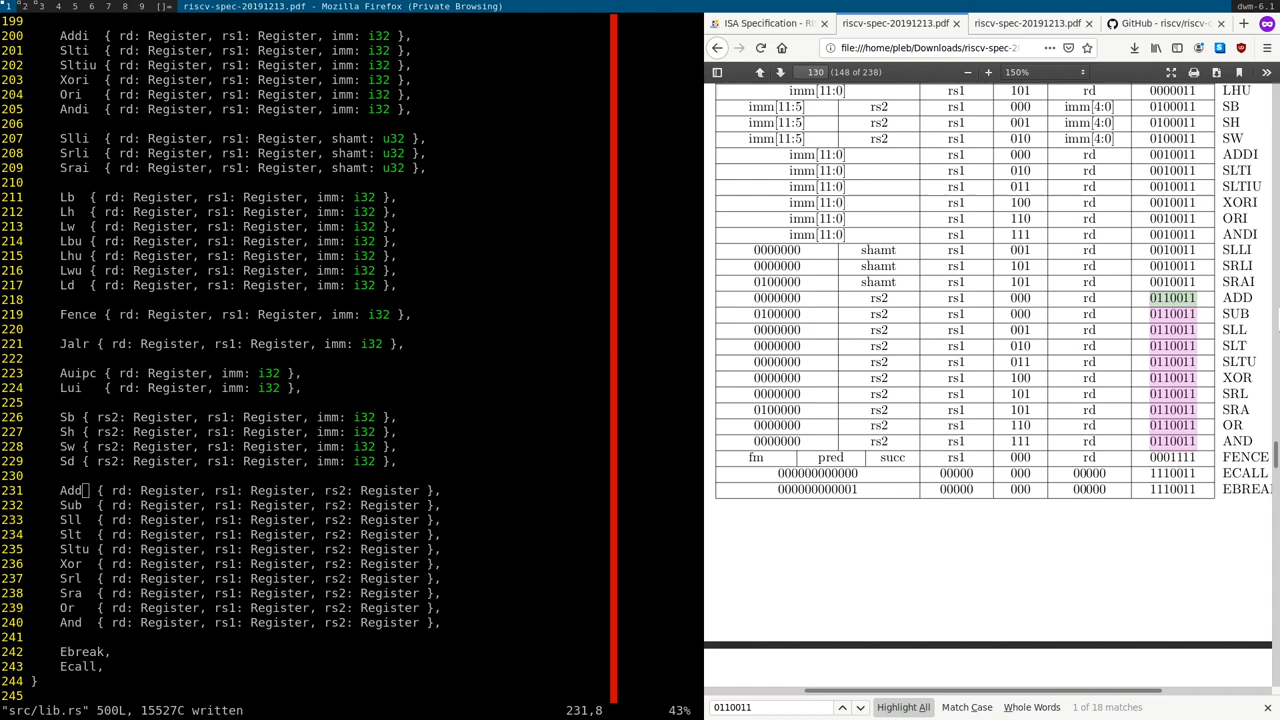 1 2 3 4 5 6 7 8 9 []= riscv-spec-20191213.pdf - Mozilla Firefox (Private Browsing) dwm-6.1
199
200 Addi { rd: Register, rs1: Register, imm: i32 },
201 Slti { rd: Register, rs1: Register, imm: i32 },
202 Sltiu { rd: Register, rs1: Register, imm: i32 },
203 Xori { rd: Register, rs1: Register, imm: i32 },
204 Ori { rd: Register, rs1: Register, imm: i32 },
205 Andi { rd: Register, rs1: Register, imm: i32 },
206
207 Slli { rd: Register, rs1: Register, shamt: u32 },
208 Srli { rd: Register, rs1: Register, shamt: u32 },
209 Srai { rd: Register, rs1: Register, shamt: u32 },
210
211 Lb { rd: Register, rs1: Register, imm: i32 },
212 Lh { rd: Register, rs1: Register, imm: i32 },
213 Lw { rd: Register, rs1: Register, imm: i32 },
214 Lbu { rd: Register, rs1: Register, imm: i32 },
215 Lhu { rd: Register, rs1: Register, imm: i32 },
216 Lwu { rd: Register, rs1: Register, imm: i32 },
217 Ld { rd: Register, rs1: Register, imm: i32 },
218
219 Fence { rd: Register, rs1: Register, imm: i32 },
220
221 Jalr { rd: Register, rs1: Register, imm: i32 },
222
223 Auipc { rd: Register, imm: i32 },
224 Lui { rd: Register, imm: i32 },
225
226 Sb { rs2: Register, rs1: Register, imm: i32 },
227 Sh { rs2: Register, rs1: Register, imm: i32 },
228 Sw { rs2: Register, rs1: Register, imm: i32 },
229 Sd { rs2: Register, rs1: Register, imm: i32 },
230
231 Add { rd: Register, rs1: Register, rs2: Register },
232 Sub { rd: Register, rs1: Register, rs2: Register },
233 Sll { rd: Register, rs1: Register, rs2: Register },
234 Slt { rd: Register, rs1: Register, rs2: Register },
235 Sltu { rd: Register, rs1: Register, rs2: Register },
236 Xor { rd: Register, rs1: Register, rs2: Register },
237 Srl { rd: Register, rs1: Register, rs2: Register },
238 Sra { rd: Register, rs1: Register, rs2: Register },
239 Or { rd: Register, rs1: Register, rs2: Register },
240 And { rd: Register, rs1: Register, rs2: Register },
241
242 Ebreak,
243 Ecall,
244 }
245
"src/lib.rs" 500L, 15527C written 231,8 43%
ISA Specification - RIS riscv-spec-20191213.pdf riscv-spec-20191213.pdf GitHub - riscv/riscv-c
file:///home/pleb/Downloads/riscv-spec-2
130 (148 of 238) 150%
imm[11:0] rs1 101 rd 0000011 LHU
imm[11:5] rs2 rs1 000 imm[4:0] 0100011 SB
imm[11:5] rs2 rs1 001 imm[4:0] 0100011 SH
imm[11:5] rs2 rs1 010 imm[4:0] 0100011 SW
imm[11:0] rs1 000 rd 0010011 ADDI
imm[11:0] rs1 010 rd 0010011 SLTI
imm[11:0] rs1 011 rd 0010011 SLTIU
imm[11:0] rs1 100 rd 0010011 XORI
imm[11:0] rs1 110 rd 0010011 ORI
imm[11:0] rs1 111 rd 0010011 ANDI
0000000 shamt rs1 001 rd 0010011 SLLI
0000000 shamt rs1 101 rd 0010011 SRLI
0100000 shamt rs1 101 rd 0010011 SRAI
0000000 rs2 rs1 000 rd 0110011 ADD
0100000 rs2 rs1 000 rd 0110011 SUB
0000000 rs2 rs1 001 rd 0110011 SLL
0000000 rs2 rs1 010 rd 0110011 SLT
0000000 rs2 rs1 011 rd 0110011 SLTU
0000000 rs2 rs1 100 rd 0110011 XOR
0000000 rs2 rs1 101 rd 0110011 SRL
0100000 rs2 rs1 101 rd 0110011 SRA
0000000 rs2 rs1 110 rd 0110011 OR
0000000 rs2 rs1 111 rd 0110011 AND
fm pred succ rs1 000 rd 0001111 FENCE
000000000000 00000 000 00000 1110011 ECALL
000000000001 00000 000 00000 1110011 EBREA
0110011 Highlight All Match Case Whole Words 1 of 18 matches